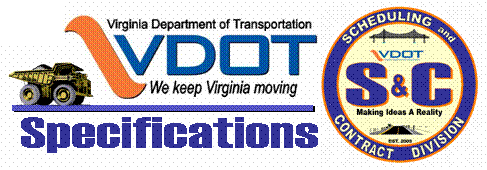 Virginia Department of Transportation
VDOT
We keep Virginia moving
Specifications
SCHEDULING and
VDOT
S&C
Making Ideas A Reality
EST. 2003
CONTRACT DIVISION